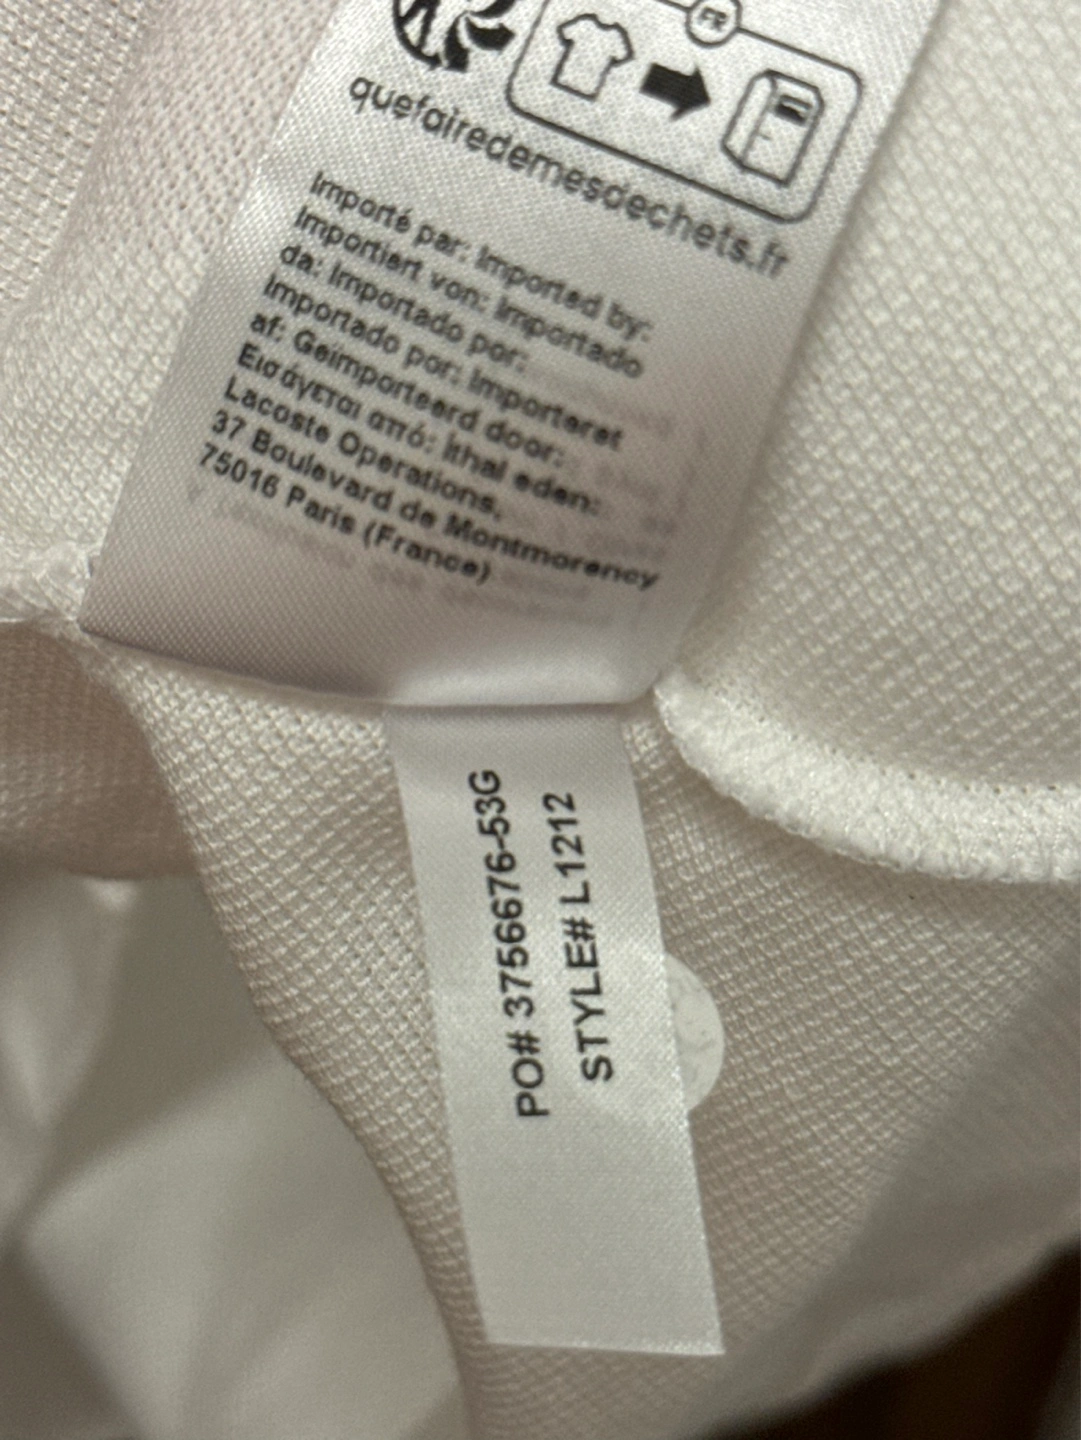 FR
quefairedemesdechets.fr
Importé par: Imported by:
Importiert von: Importado
da: Importado por:
Importado por: Importeret
af: Geimporteerd door:
Εισάγεται από: İthal eden:
Lacoste Operations,
37 Boulevard de Montmorency
75016 Paris (France)
PO# 3756676-53G
STYLE# L1212